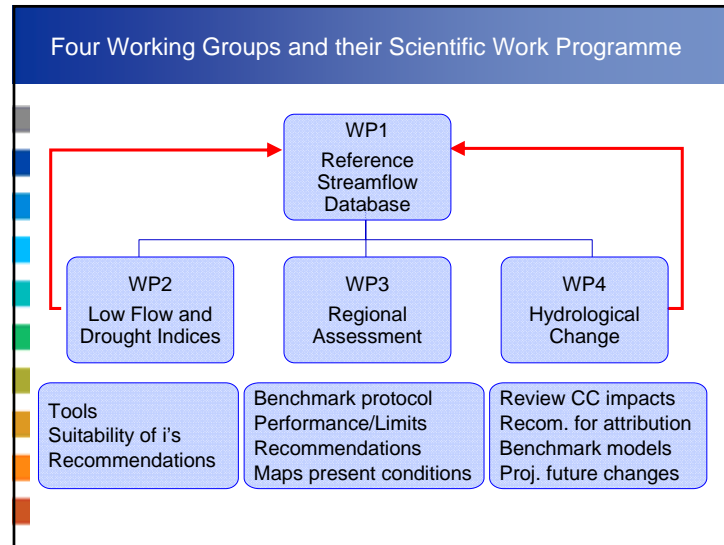 Four Working Groups and their Scientific Work Programme
WP1
Reference
Streamflow
Database
WP2
Low Flow and
Drought Indices
WP3
Regional
Assessment
WP4
Hydrological
Change
Tools
Suitability of i's
Recommendations
Benchmark protocol
Performance/Limits
Recommendations
Maps present conditions
Review CC impacts
Recom. for attribution
Benchmark models
Proj. future changes